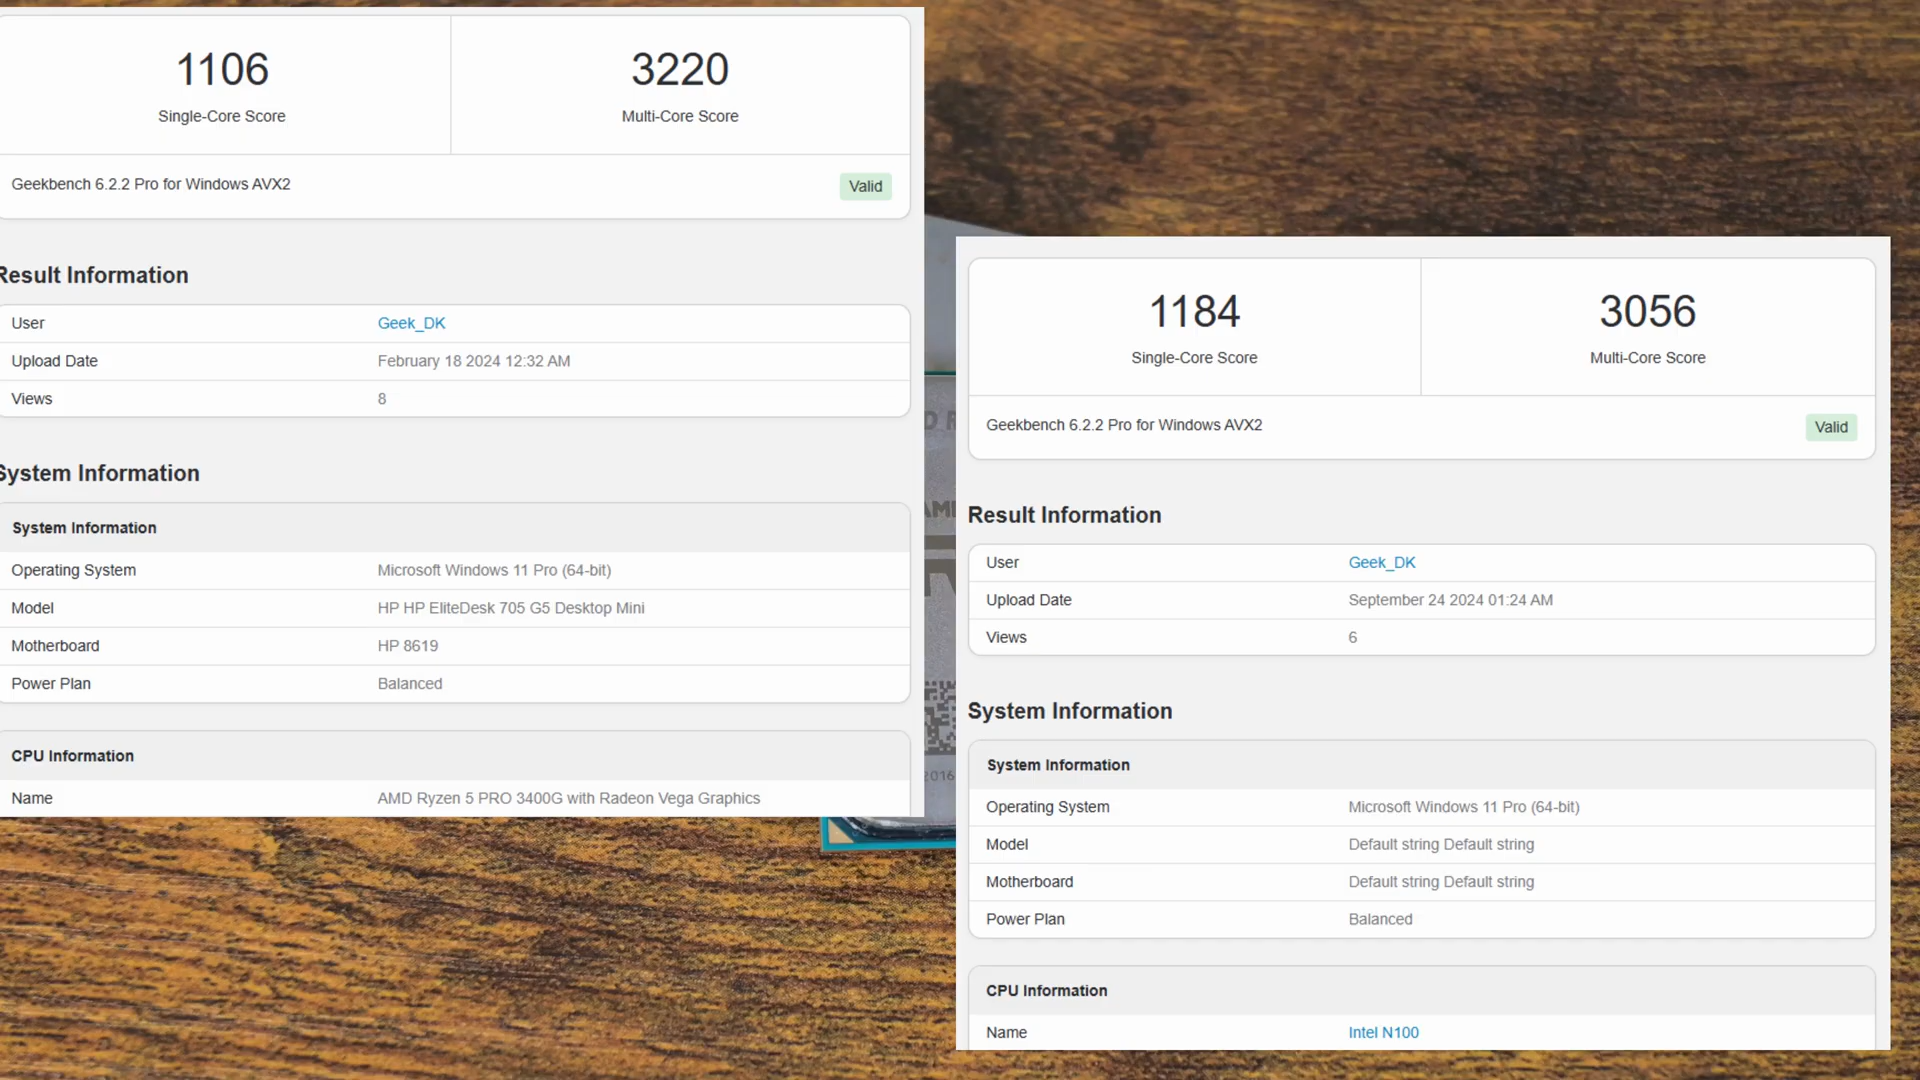 1106
Single-Core Score
3220
Multi-Core Score
Geekbench 6.2.2 Pro for Windows AVX2
Valid
Result Information
User Geek_DK
Upload Date February 18 2024 12:32 AM
Views 8
System Information
System Information
Operating System Microsoft Windows 11 Pro (64-bit)
Model HP HP EliteDesk 705 G5 Desktop Mini
Motherboard HP 8619
Power Plan Balanced
CPU Information
Name AMD Ryzen 5 PRO 3400G with Radeon Vega Graphics
1184
Single-Core Score
3056
Multi-Core Score
Geekbench 6.2.2 Pro for Windows AVX2
Valid
Result Information
User Geek_DK
Upload Date September 24 2024 01:24 AM
Views 6
System Information
System Information
Operating System Microsoft Windows 11 Pro (64-bit)
Model Default string Default string
Motherboard Default string Default string
Power Plan Balanced
CPU Information
Name Intel N100